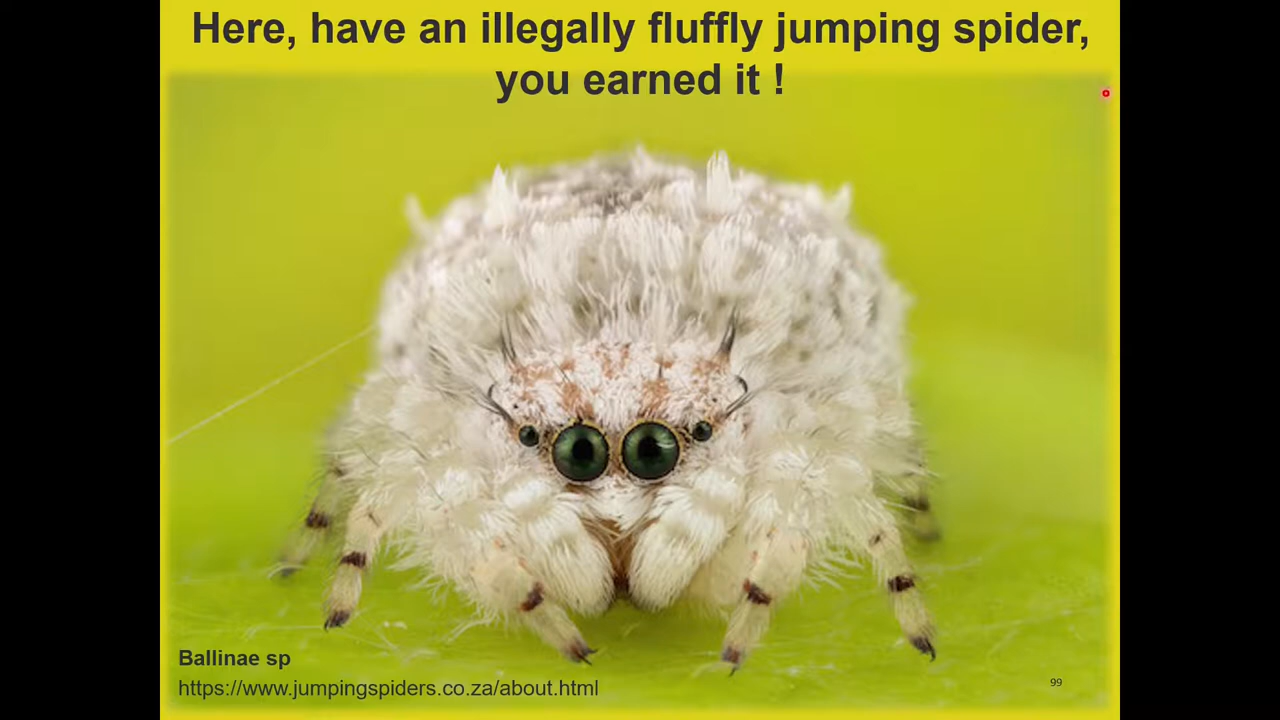 Here, have an illegally fluffly jumping spider,
you earned it !
Ballinae sp
https://www.jumpingspiders.co.za/about.html
99